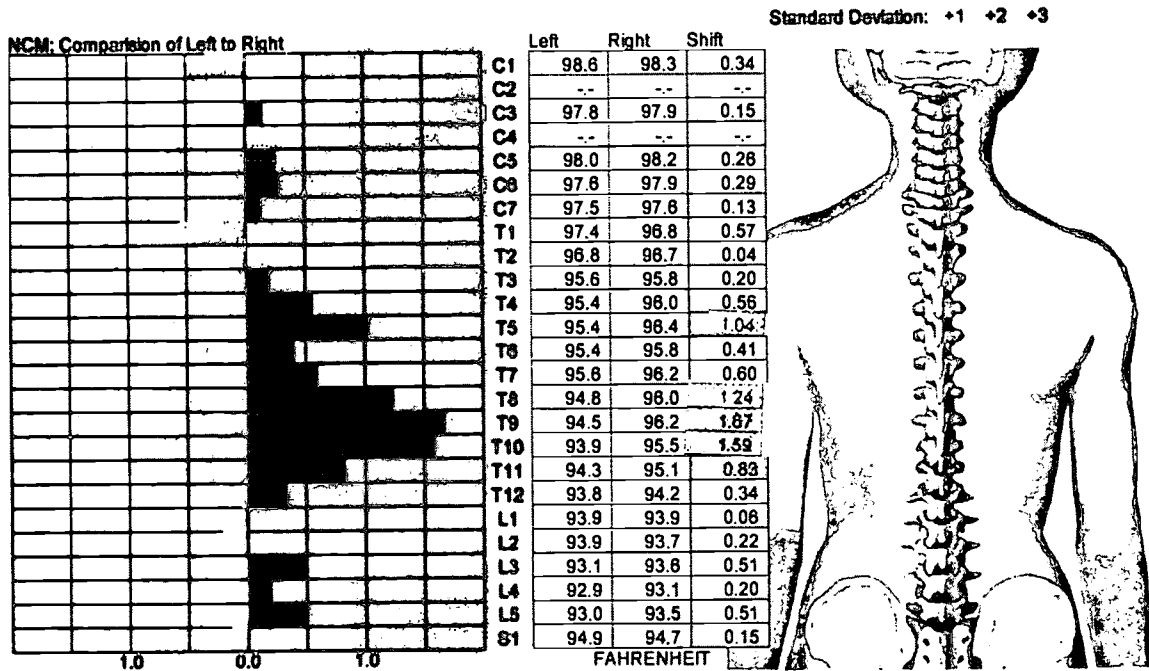 Standard Deviation: +1 +2 +3
NCM: Comparision of Left to Right
Left Right Shift
C1 98.6 98.3 0.34
C2 -.- -.- -.-
C3 97.8 97.9 0.15
C4 -.- -.- -.-
C5 98.0 98.2 0.26
C6 97.6 97.9 0.29
C7 97.5 97.6 0.13
T1 97.4 96.8 0.57
T2 96.8 96.7 0.04
T3 95.6 95.8 0.20
T4 95.4 96.0 0.56
T5 95.4 96.4 1.04
T6 95.4 95.8 0.41
T7 95.6 96.2 0.60
T8 94.8 96.0 1.24
T9 94.5 96.2 1.67
T10 93.9 95.5 1.59
T11 94.3 95.1 0.83
T12 93.8 94.2 0.34
L1 93.9 93.9 0.06
L2 93.9 93.7 0.22
L3 93.1 93.6 0.51
L4 92.9 93.1 0.20
L5 93.0 93.5 0.51
S1 94.9 94.7 0.15
1.0 0.0 1.0 FAHRENHEIT